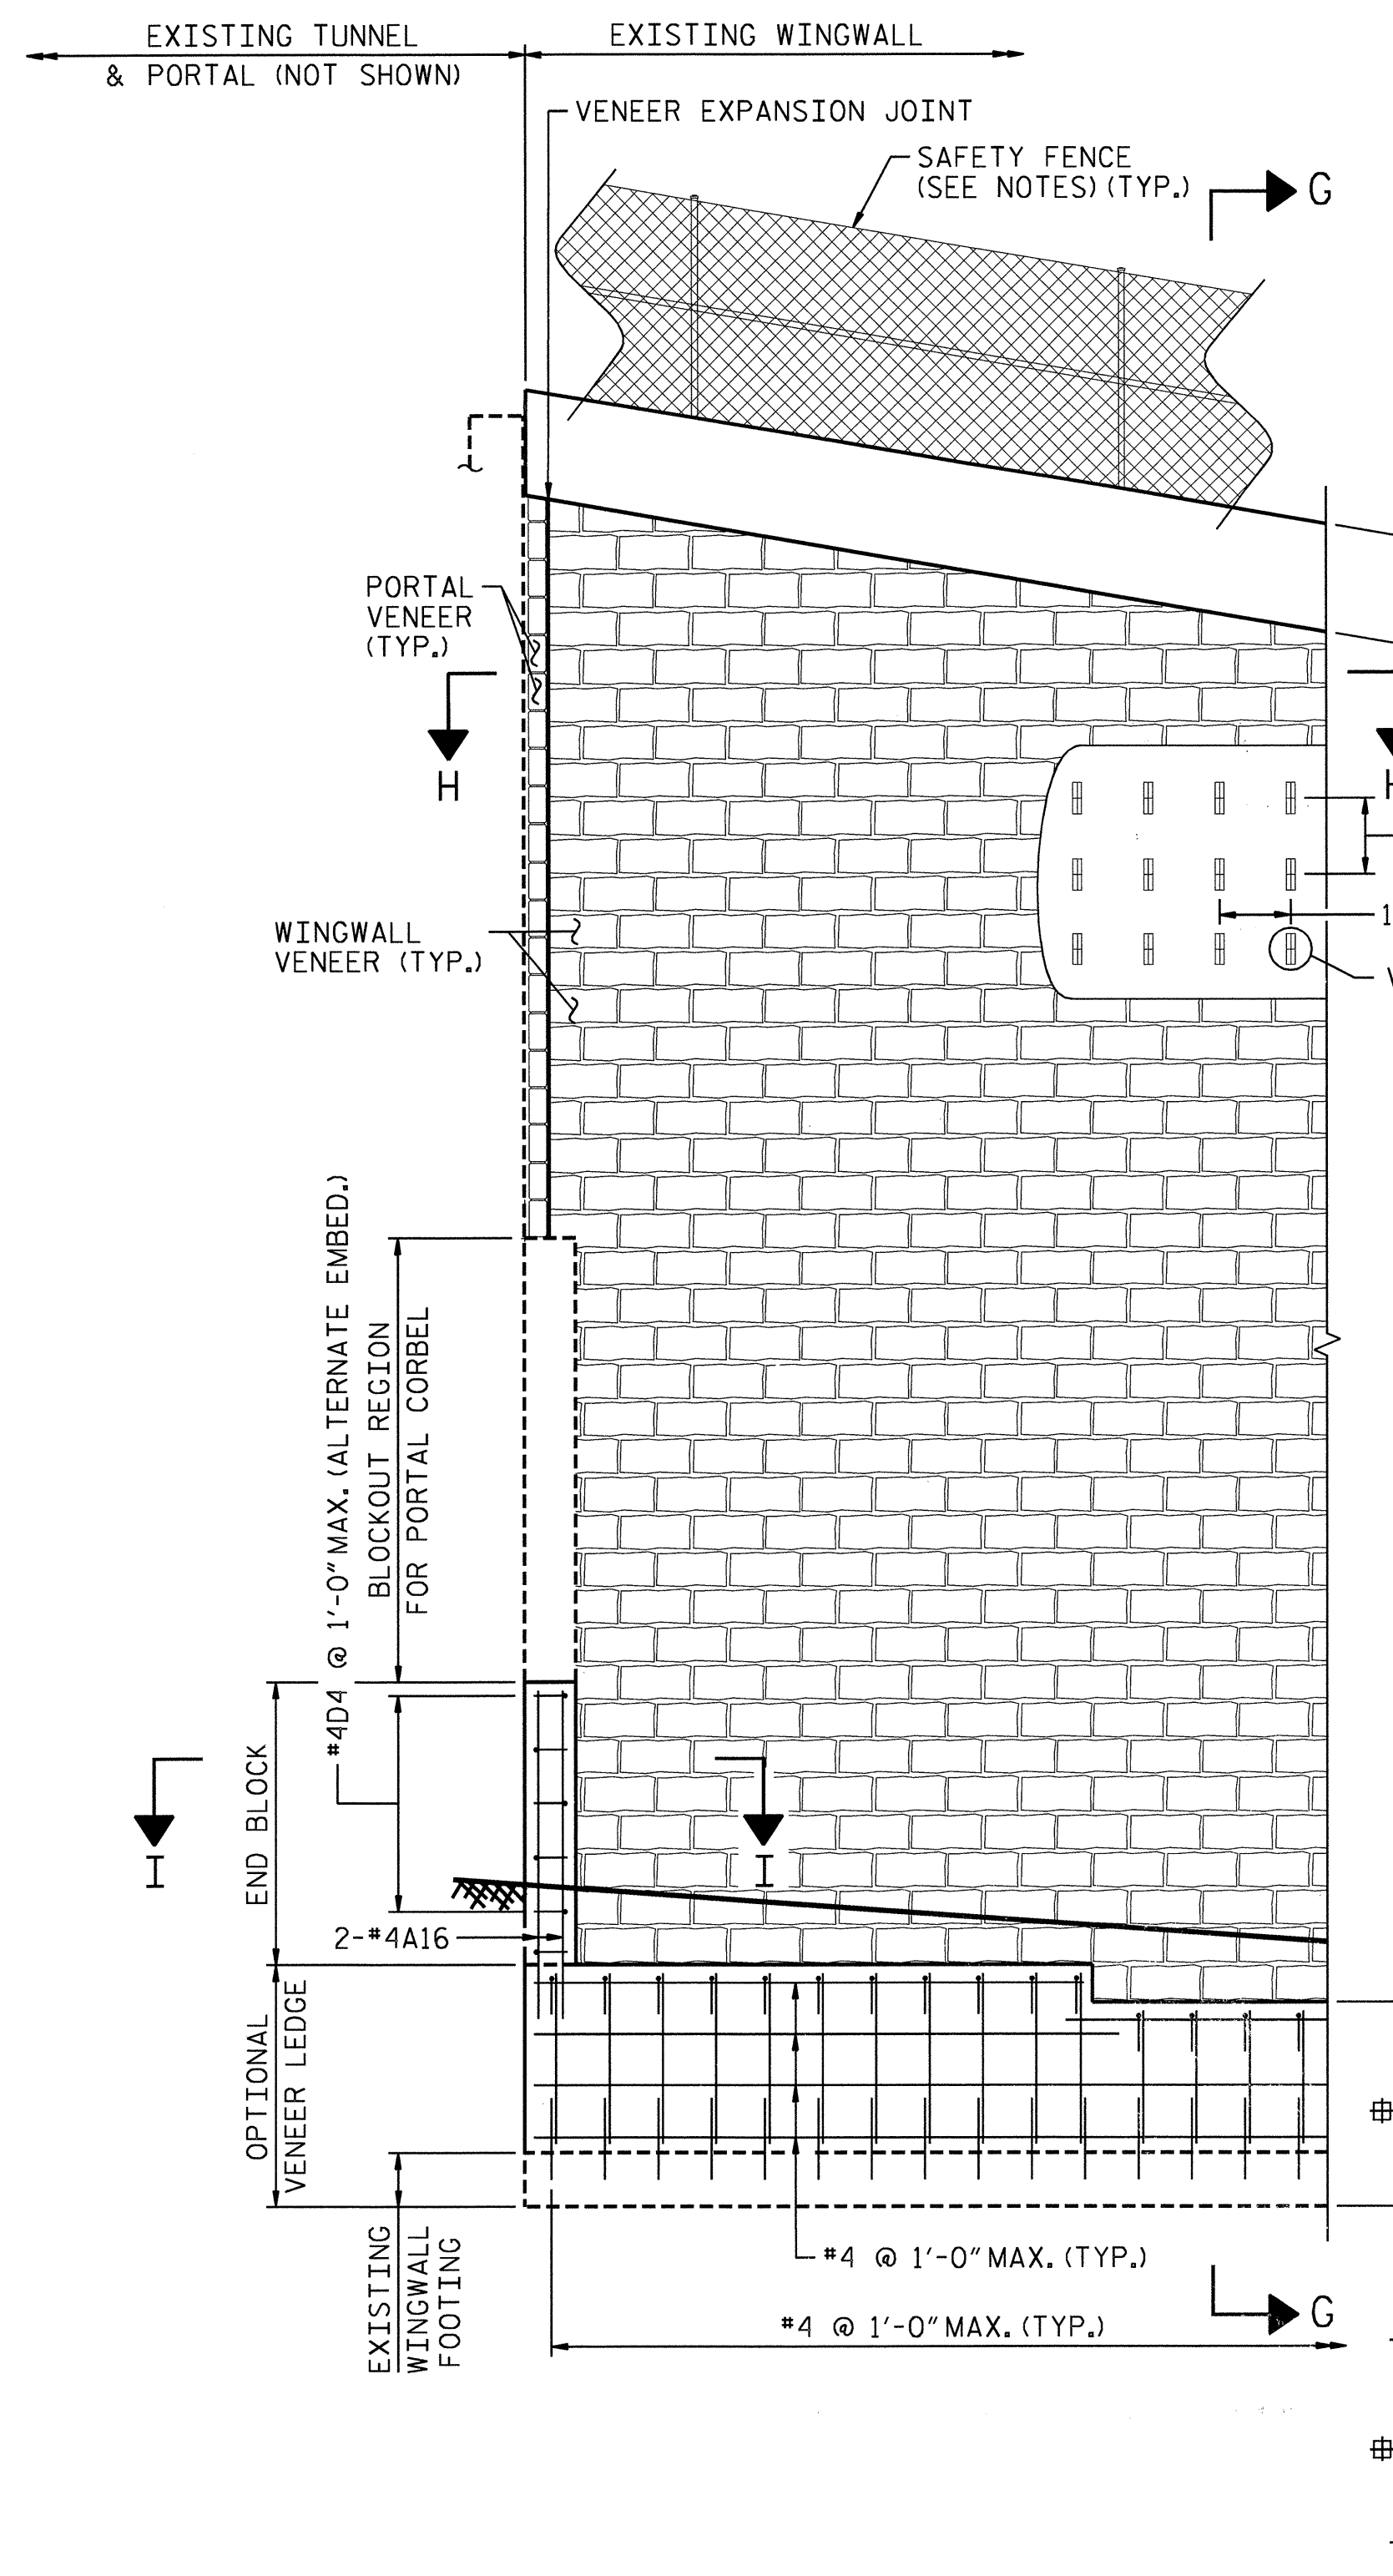 EXISTING TUNNEL
& PORTAL (NOT SHOWN)
EXISTING WINGWALL
VENEER EXPANSION JOINT
SAFETY FENCE
(SEE NOTES) (TYP.)
G
PORTAL
VENEER
(TYP.)
H
H
WINGWALL
VENEER (TYP.)
1
#4D4 @ 1'-0" MAX. (ALTERNATE EMBED.)
BLOCKOUT REGION
FOR PORTAL CORBEL
END BLOCK
I
I
2-#4A16
OPTIONAL
VENEER LEDGE
EXISTING
WINGWALL
FOOTING
#4 @ 1'-0" MAX. (TYP.)
#4 @ 1'-0" MAX. (TYP.)
G